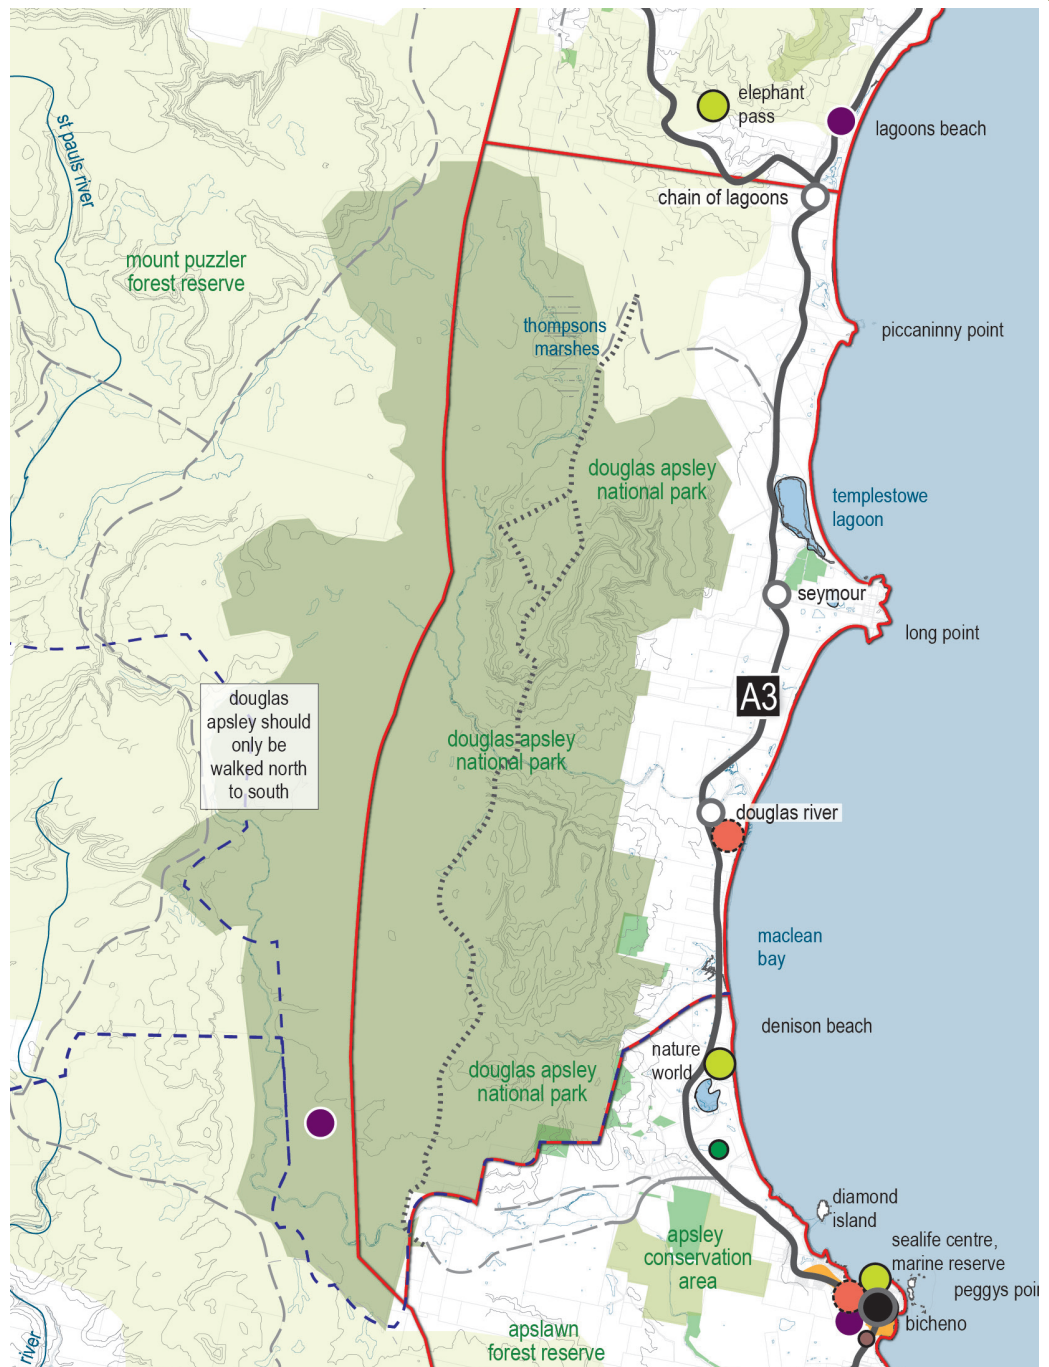 elephant
pass
lagoons beach
st pauls river
chain of lagoons
mount puzzler
forest reserve
thompsons
marshes
piccaninny point
douglas apsley
national park
templestowe
lagoon
seymour
long point
A3
douglas
apsley should
only be
walked north
to south
douglas apsley
national park
douglas river
maclean
bay
denison beach
nature
world
douglas apsley
national park
diamond
island
apsley
conservation
area
sealife centre,
marine reserve
peggys poi
bicheno
apslawn
forest reserve
river